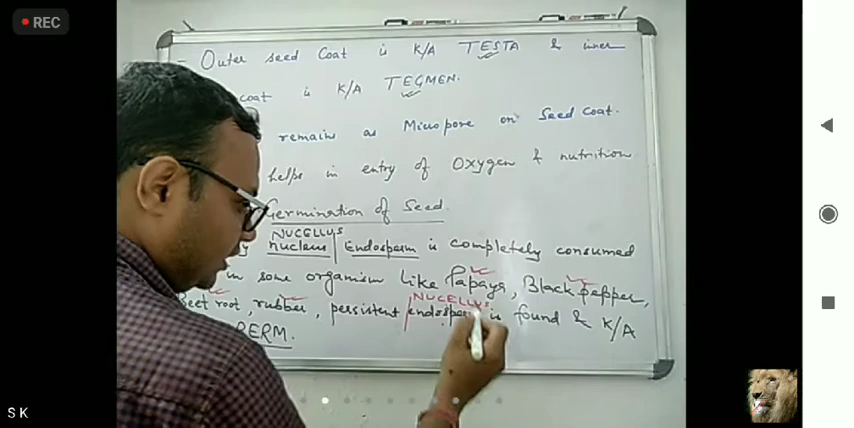 REC
- Outer seed Coat is K/A TESTA & inner
coat is K/A TEGMEN.
remains as Micropore on Seed Coat.
helps in entry of Oxygen & nutrition
Germination of Seed.
NUCELLUS
nucleus | Endosperm is completely consumed
in some organism like Papaya, Black pepper,
NUCELLUS
Beet root, rubber, persistent | endosperm is found & K/A
PERM.
S K